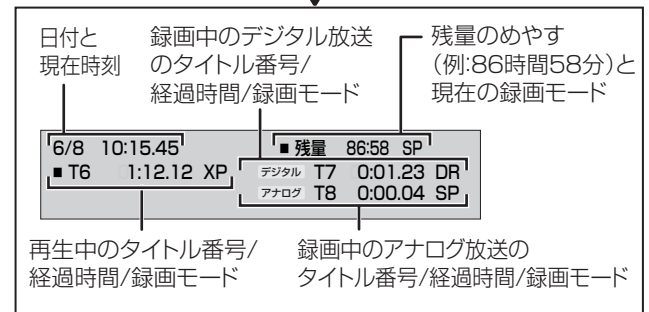 日付と
現在時刻
録画中のデジタル放送
のタイトル番号/
経過時間/録画モード
残量のめやす
(例:86時間58分)と
現在の録画モード
6/8 10:15.45 ■ 残量 86:58 SP
■ T6 1:12.12 XP デジタル T7 0:01.23 DR
アナログ T8 0:00.04 SP
再生中のタイトル番号/
経過時間/録画モード
録画中のアナログ放送の
タイトル番号/経過時間/録画モード